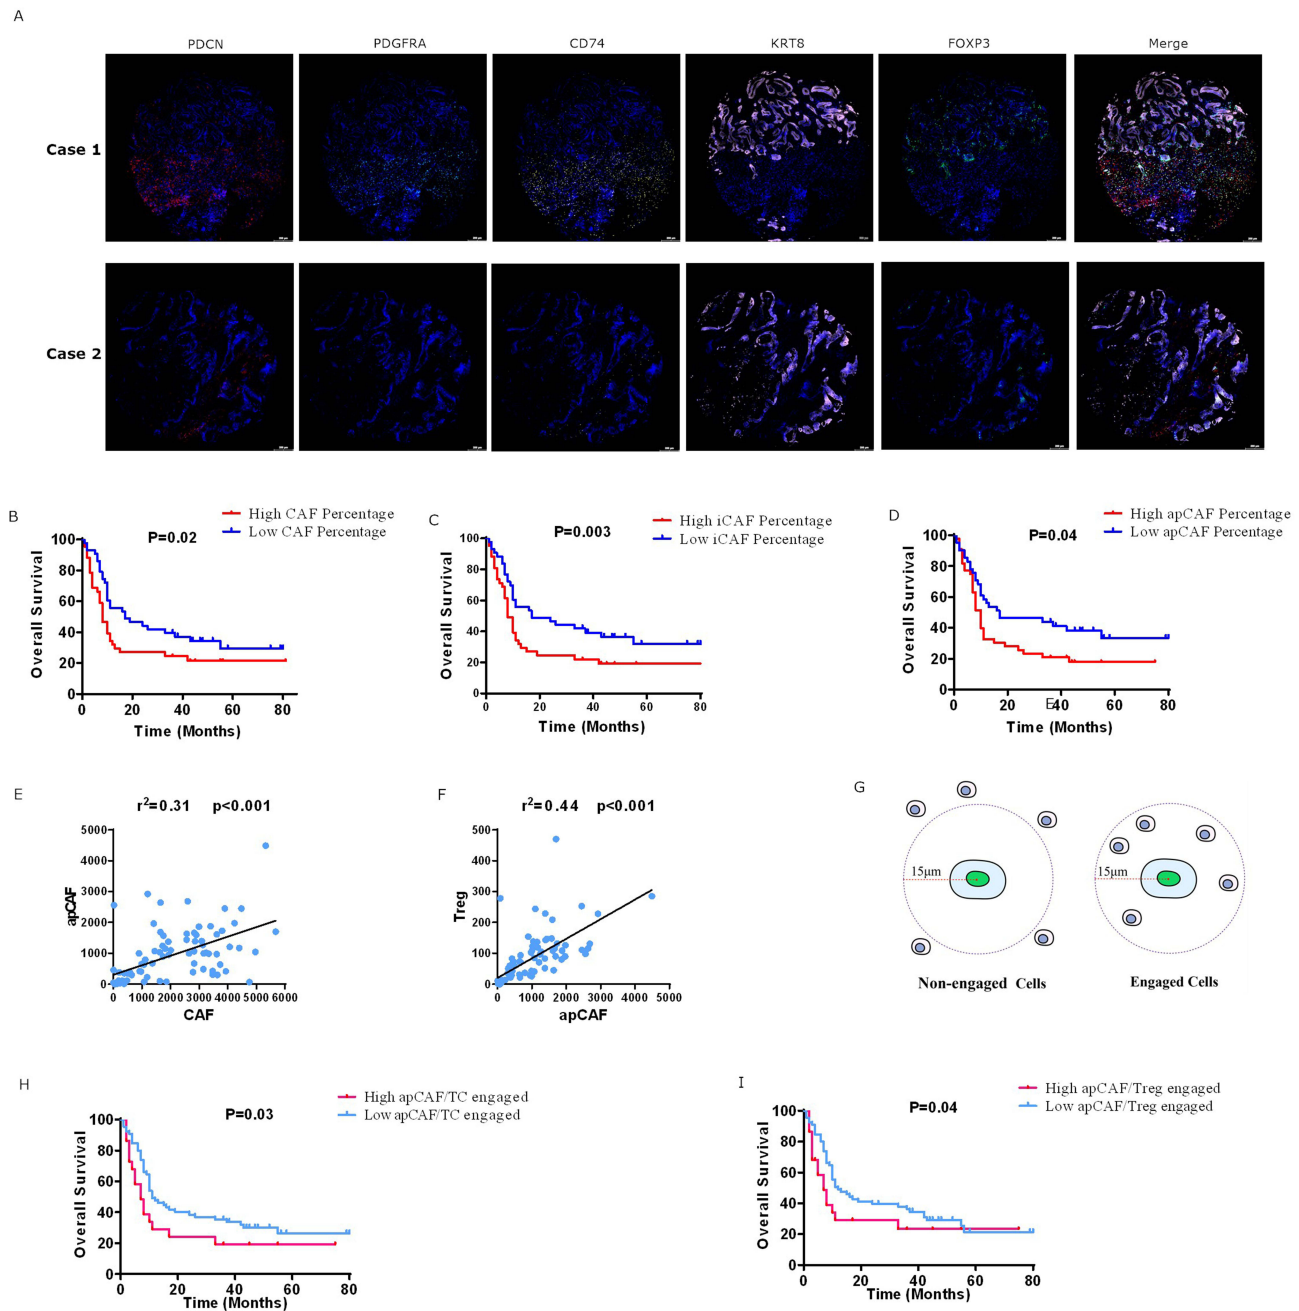 A
PDCN PDGFRA CD74 KRT8 FOXP3 Merge
Case 1
Case 2
B
High CAF Percentage
Low CAF Percentage
P=0.02
Overall Survival
100
80
60
40
20
0
0 20 40 60 80
Time (Months)
C
High iCAF Percentage
Low iCAF Percentage
P=0.003
Overall Survival
100
80
60
40
20
0
0 20 40 60 80
Time (Months)
D
High apCAF Percentage
Low apCAF Percentage
P=0.04
Overall Survival
100
80
60
40
20
0
E
0 20 40 60 80
Time (Months)
E
r²=0.31 p<0.001
apCAF
5000
4000
3000
2000
1000
0
0 1000 2000 3000 4000 5000 6000
CAF
F
r²=0.44 p<0.001
Treg
500
400
300
200
100
0
0 1000 2000 3000 4000 5000
apCAF
G
15μm
15μm
Non-engaged Cells
Engaged Cells
H
High apCAF/TC engaged
Low apCAF/TC engaged
P=0.03
Overall Survival
100
80
60
40
20
0
0 20 40 60 80
Time (Months)
I
High apCAF/Treg engaged
Low apCAF/Treg engaged
P=0.04
Overall Survival
100
80
60
40
20
0
0 20 40 60 80
Time (Months)